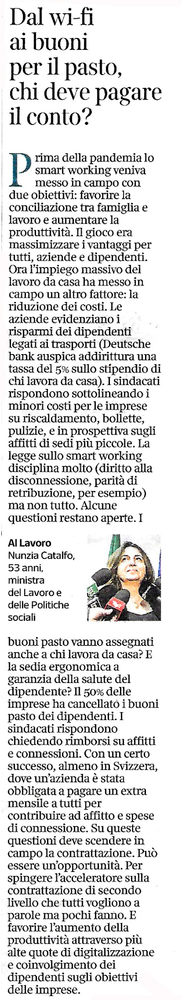 Dal wi-fi
ai buoni
per il pasto,
chi deve pagare
il conto?
Prima della pandemia lo
smart working veniva
messo in campo con
due obiettivi: favorire la
conciliazione tra famiglia e
lavoro e aumentare la
produttività. Il gioco era
massimizzare i vantaggi per
tutti, aziende e dipendenti.
Ora l'impiego massivo del
lavoro da casa ha messo in
campo un altro fattore: la
riduzione dei costi. Le
aziende evidenziano i
risparmi dei dipendenti
legati ai trasporti (Deutsche
bank auspica addirittura una
tassa del 5% sullo stipendio di
chi lavora da casa). I sindacati
rispondono sottolineando i
minori costi per le imprese
su riscaldamento, bollette,
pulizie, e in prospettiva sugli
affitti di sedi più piccole. La
legge sullo smart working
disciplina molto (diritto alla
disconnessione, parità di
retribuzione, per esempio)
ma non tutto. Alcune
questioni restano aperte. I
Al Lavoro
Nunzia Catalfo,
53 anni,
ministra
del Lavoro e
delle Politiche
sociali
buoni pasto vanno assegnati
anche a chi lavora da casa? E
la sedia ergonomica a
garanzia della salute del
dipendente? Il 50% delle
imprese ha cancellato i buoni
pasto dei dipendenti. I
sindacati rispondono
chiedendo rimborsi su affitti
e connessioni. Con un certo
successo, almeno in Svizzera,
dove un'azienda è stata
obbligata a pagare un extra
mensile a tutti per
contribuire ad affitto e spese
di connessione. Su queste
questioni deve scendere in
campo la contrattazione. Può
essere un'opportunità. Per
spingere l'acceleratore sulla
contrattazione di secondo
livello che tutti vogliono a
parole ma pochi fanno. E
favorire l'aumento della
produttività attraverso più
alte quote di digitalizzazione
e coinvolgimento dei
dipendenti sugli obiettivi
delle imprese.